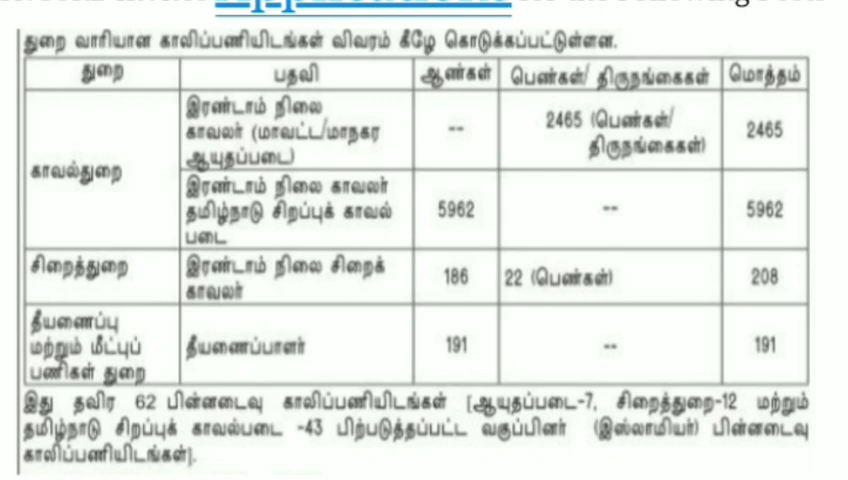 துறை வாரியான காலிப்பணியிடங்கள் விவரம் கீழே கொடுக்கப்பட்டுள்ளன.
துறை பதவி ஆண்கள் பெண்கள்/ திருநங்கைகள் மொத்தம்
காவல்துறை
இரண்டாம் நிலை
காவலர் (மாவட்ட/மாநகர
ஆயுதப்படை)
--
2465 (பெண்கள்/
திருநங்கைகள்)
2465
இரண்டாம் நிலை காவலர்
தமிழ்நாடு சிறப்புக் காவல்
படை
5962
--
5962
சிறைத்துறை
இரண்டாம் நிலை சிறைக்
காவலர்
186
22 (பெண்கள்)
208
தீயணைப்பு
மற்றும் மீட்புப்
பணிகள் துறை
தீயணைப்பாளர்
191
--
191
இது தவிர 62 பின்னடைவு காலிப்பணியிடங்கள் [ஆயுதப்படை-7, சிறைத்துறை-12 மற்றும்
தமிழ்நாடு சிறப்புக் காவல்படை -43 பிற்படுத்தப்பட்ட வகுப்பினர் (இஸ்லாமியர்) பின்னடைவு
காலிப்பணியிடங்கள்].